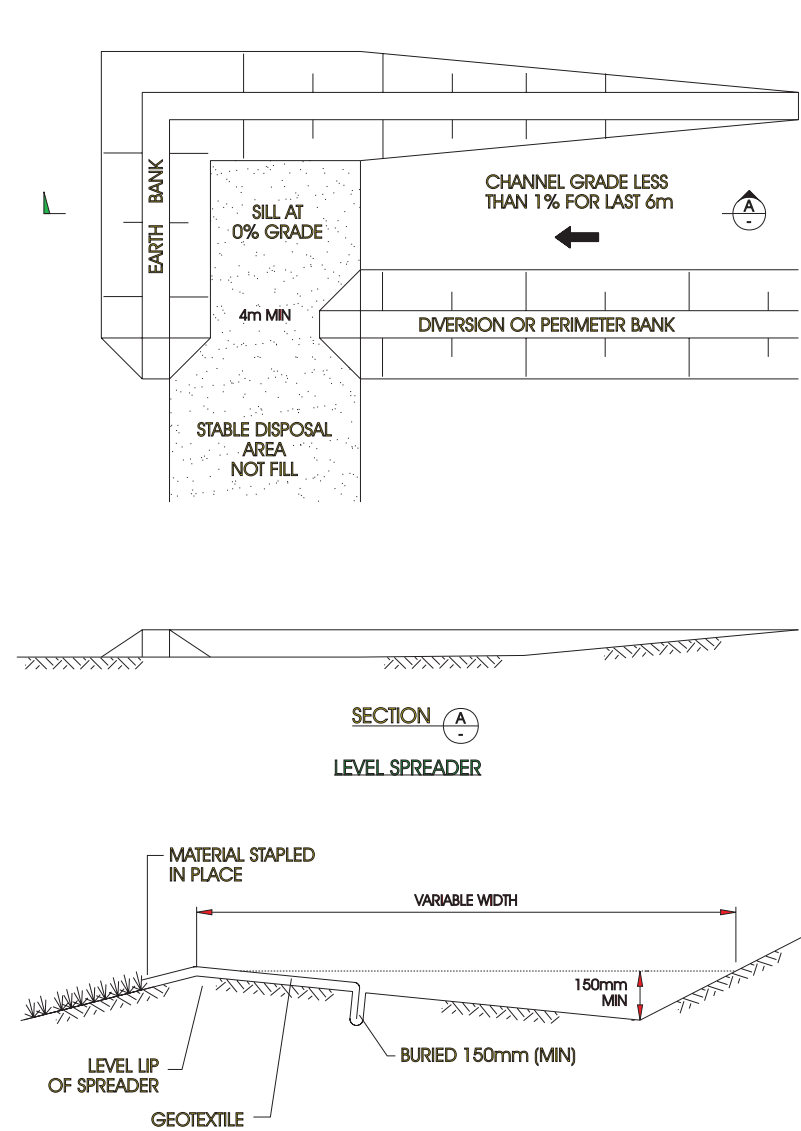 CHANNEL GRADE LESS
THAN 1% FOR LAST 6m
A
-
EARTH BANK
SILL AT
0% GRADE
4m MIN
DIVERSION OR PERIMETER BANK
STABLE DISPOSAL
AREA
NOT FILL
SECTION A
-
LEVEL SPREADER
MATERIAL STAPLED
IN PLACE
VARIABLE WIDTH
150mm
MIN
BURIED 150mm (MIN)
LEVEL LIP
OF SPREADER
GEOTEXTILE